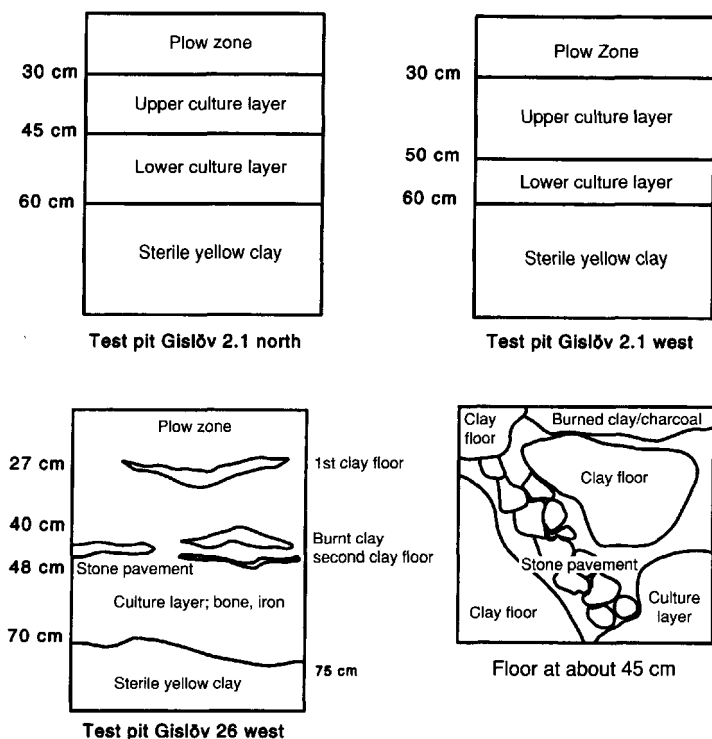 Plow zone
30 cm
Upper culture layer
45 cm
Lower culture layer
60 cm
Sterile yellow clay
Test pit Gislöv 2.1 north
Plow Zone
30 cm
Upper culture layer
50 cm
Lower culture layer
60 cm
Sterile yellow clay
Test pit Gislöv 2.1 west
Plow zone
27 cm
1st clay floor
40 cm
Burnt clay
second clay floor
48 cm
Stone pavement
Culture layer; bone, iron
70 cm
75 cm
Sterile yellow clay
Test pit Gislöv 26 west
Clay
floor
Burned clay/charcoal
Clay floor
Stone pavement
Clay floor
Culture
layer
Floor at about 45 cm